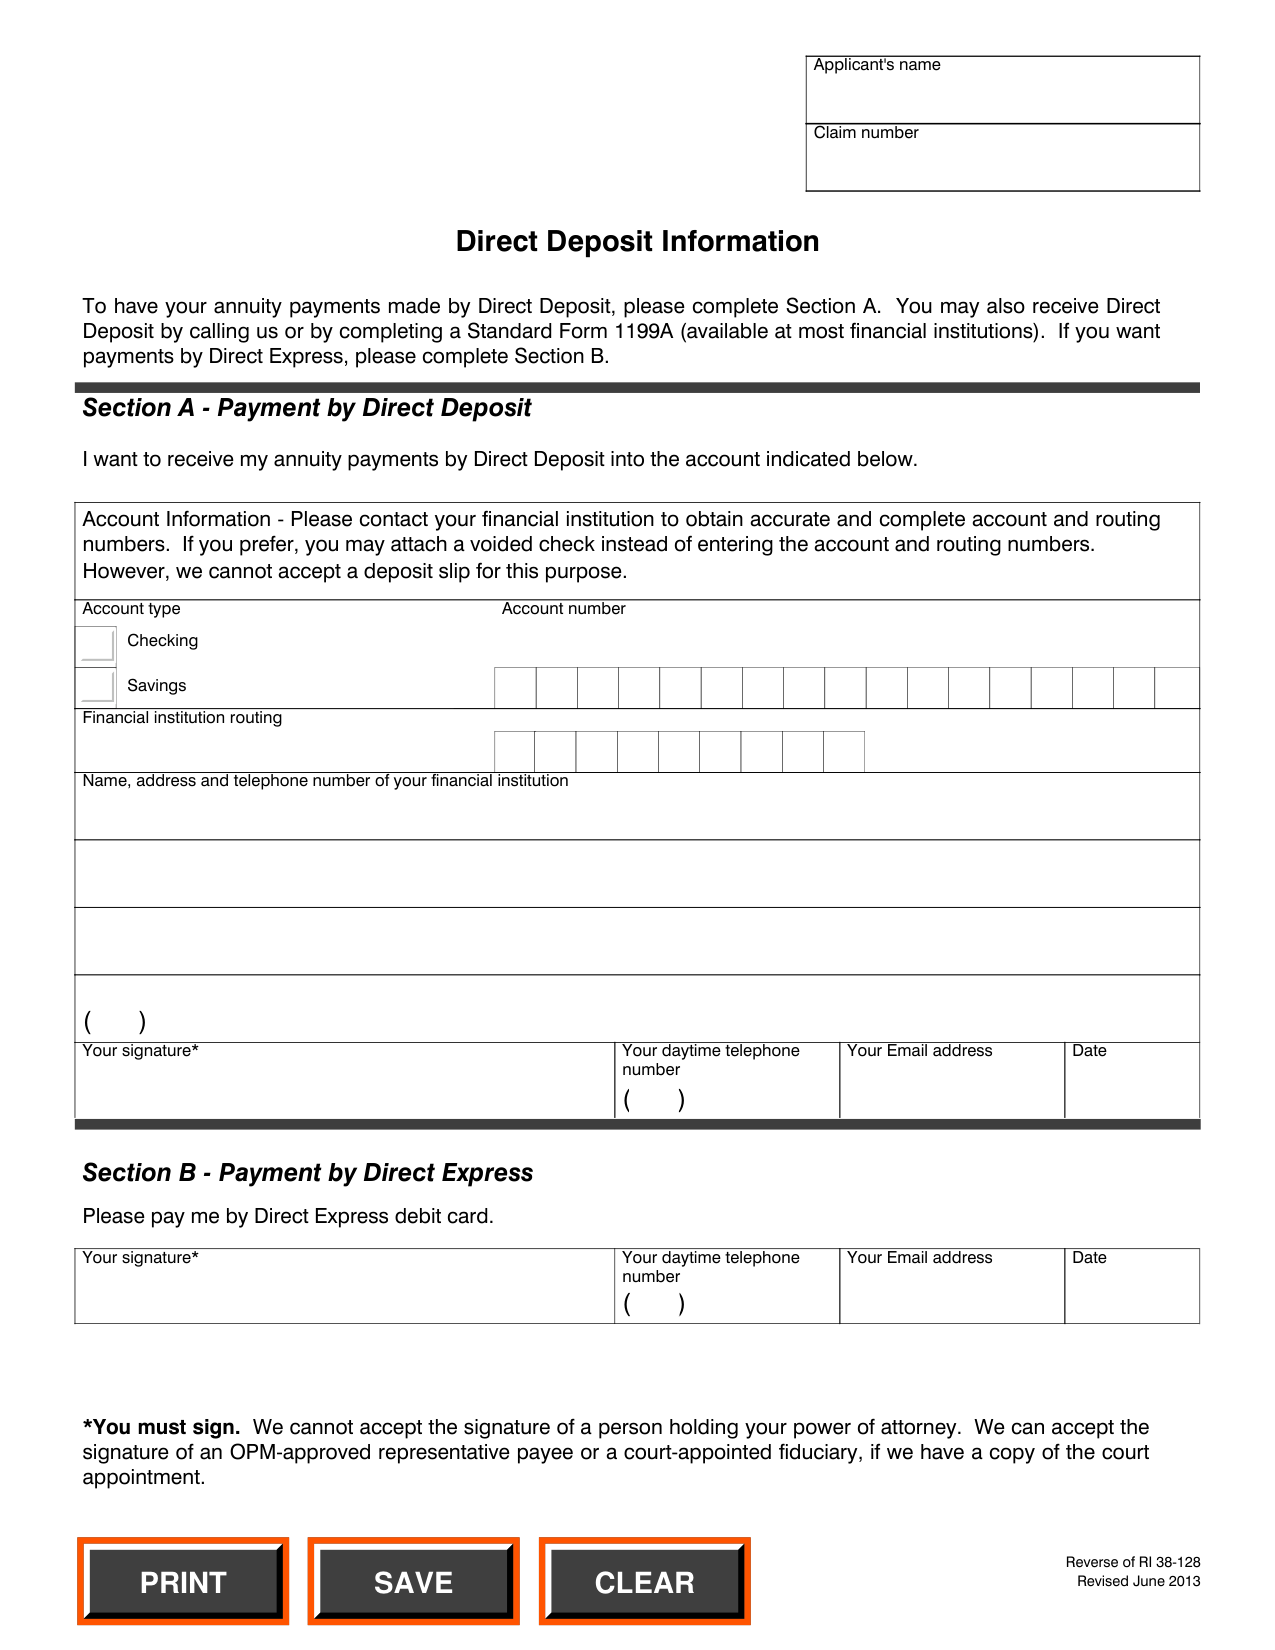 Applicant's name
Claim number
Direct Deposit Information
To have your annuity payments made by Direct Deposit, please complete Section A.  You may also receive Direct
Deposit by calling us or by completing a Standard Form 1199A (available at most financial institutions).  If you want
payments by Direct Express, please complete Section B.
Section A - Payment by Direct Deposit
I want to receive my annuity payments by Direct Deposit into the account indicated below.
Account Information - Please contact your financial institution to obtain accurate and complete account and routing
numbers.  If you prefer, you may attach a voided check instead of entering the account and routing numbers.
However, we cannot accept a deposit slip for this purpose.
Account type Account number
Checking
Savings
Financial institution routing
Name, address and telephone number of your financial institution
(      )
Your signature* Your daytime telephone Your Email address Date
number
(      )
Section B - Payment by Direct Express
Please pay me by Direct Express debit card.
Your signature* Your daytime telephone Your Email address Date
number
(      )
*You must sign.  We cannot accept the signature of a person holding your power of attorney.  We can accept the
signature of an OPM-approved representative payee or a court-appointed fiduciary, if we have a copy of the court
appointment.
PRINT SAVE CLEAR
Reverse of RI 38-128
Revised June 2013